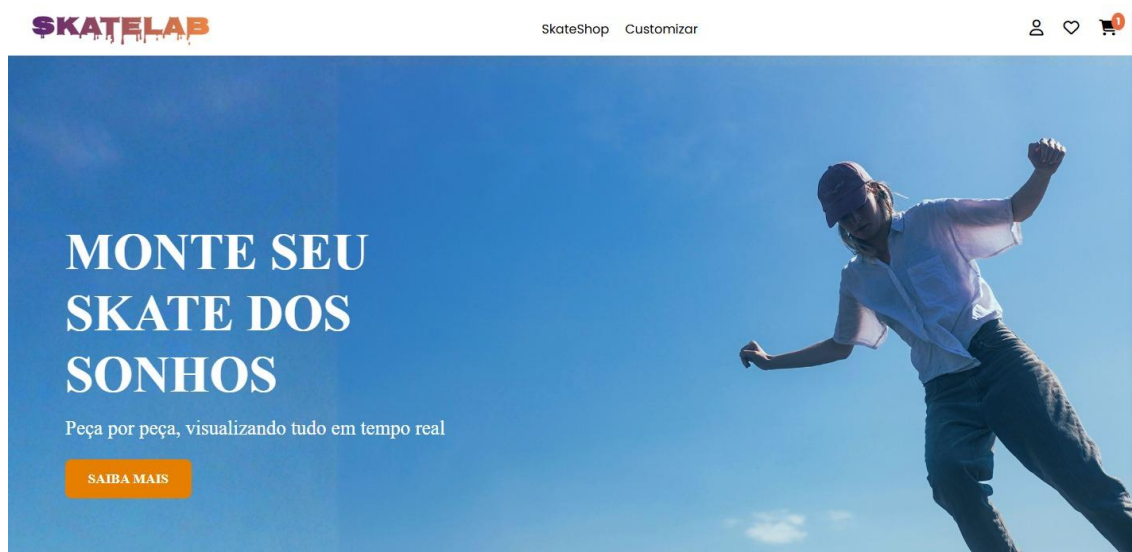 SKATELAB
SkateShop Customizar
1
MONTE SEU
SKATE DOS
SONHOS
Peça por peça, visualizando tudo em tempo real
SAIBA MAIS